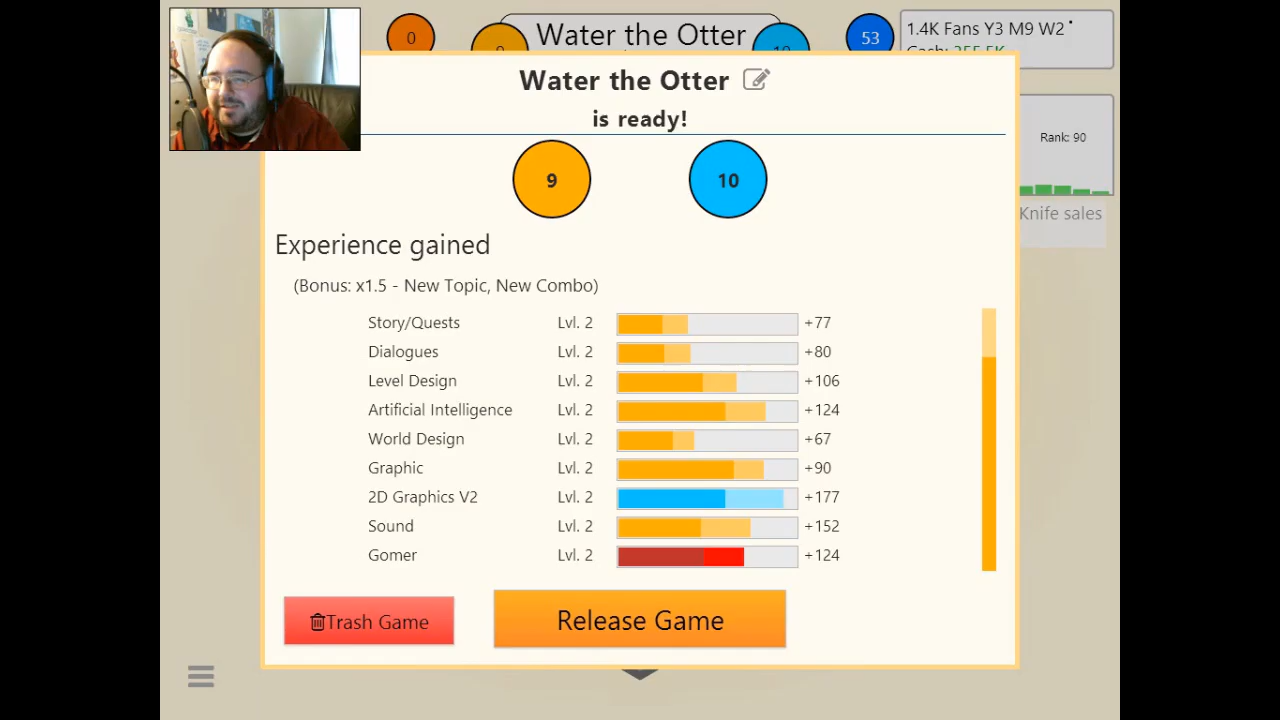 0
Water the Otter
53
1.4K Fans Y3 M9 W2
Water the Otter
is ready!
Rank: 90
9
10
Knife sales
Experience gained
(Bonus: x1.5 - New Topic, New Combo)
Story/Quests Lvl. 2 +77
Dialogues Lvl. 2 +80
Level Design Lvl. 2 +106
Artificial Intelligence Lvl. 2 +124
World Design Lvl. 2 +67
Graphic Lvl. 2 +90
2D Graphics V2 Lvl. 2 +177
Sound Lvl. 2 +152
Gomer Lvl. 2 +124
Trash Game
Release Game